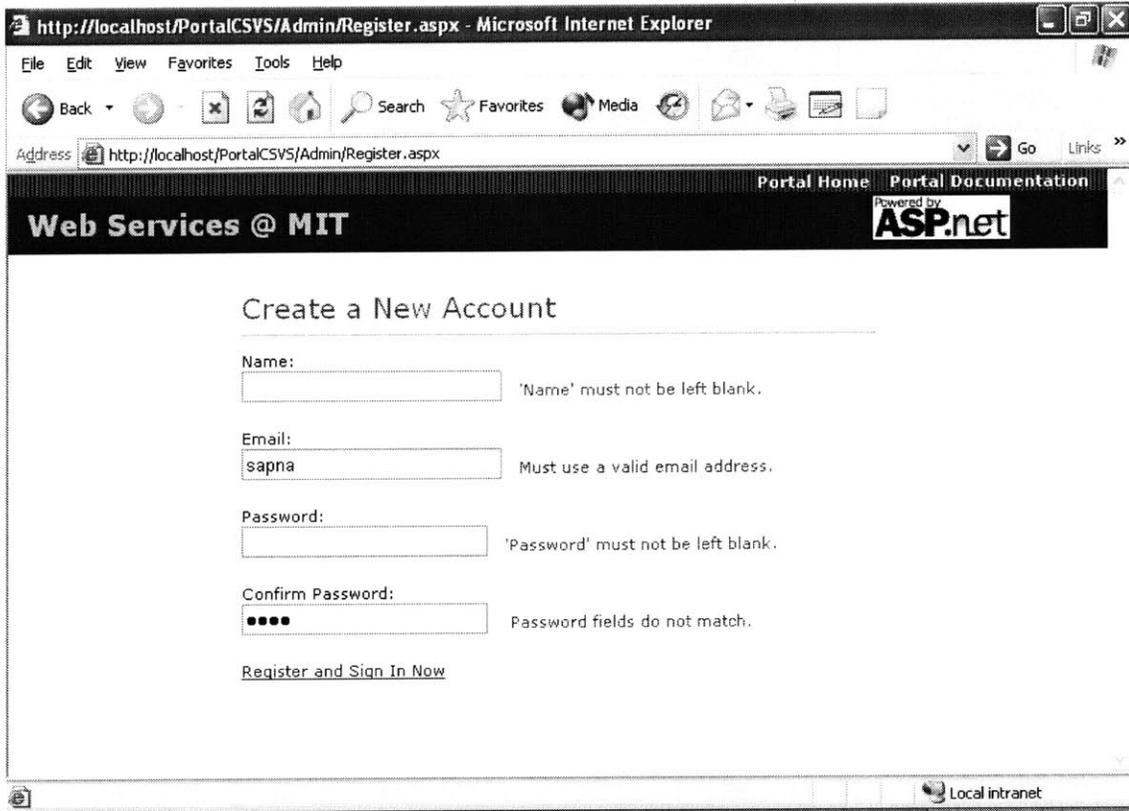 http://localhost/PortalCSVS/Admin/Register.aspx - Microsoft Internet Explorer
File Edit View Favorites Tools Help
Back Search Favorites Media
Address http://localhost/PortalCSVS/Admin/Register.aspx Go Links »
Portal Home Portal Documentation
Web Services @ MIT
Powered by
ASP.net
Create a New Account
Name:
'Name' must not be left blank.
Email:
sapna Must use a valid email address.
Password:
'Password' must not be left blank.
Confirm Password:
•••• Password fields do not match.
Register and Sign In Now
Local intranet